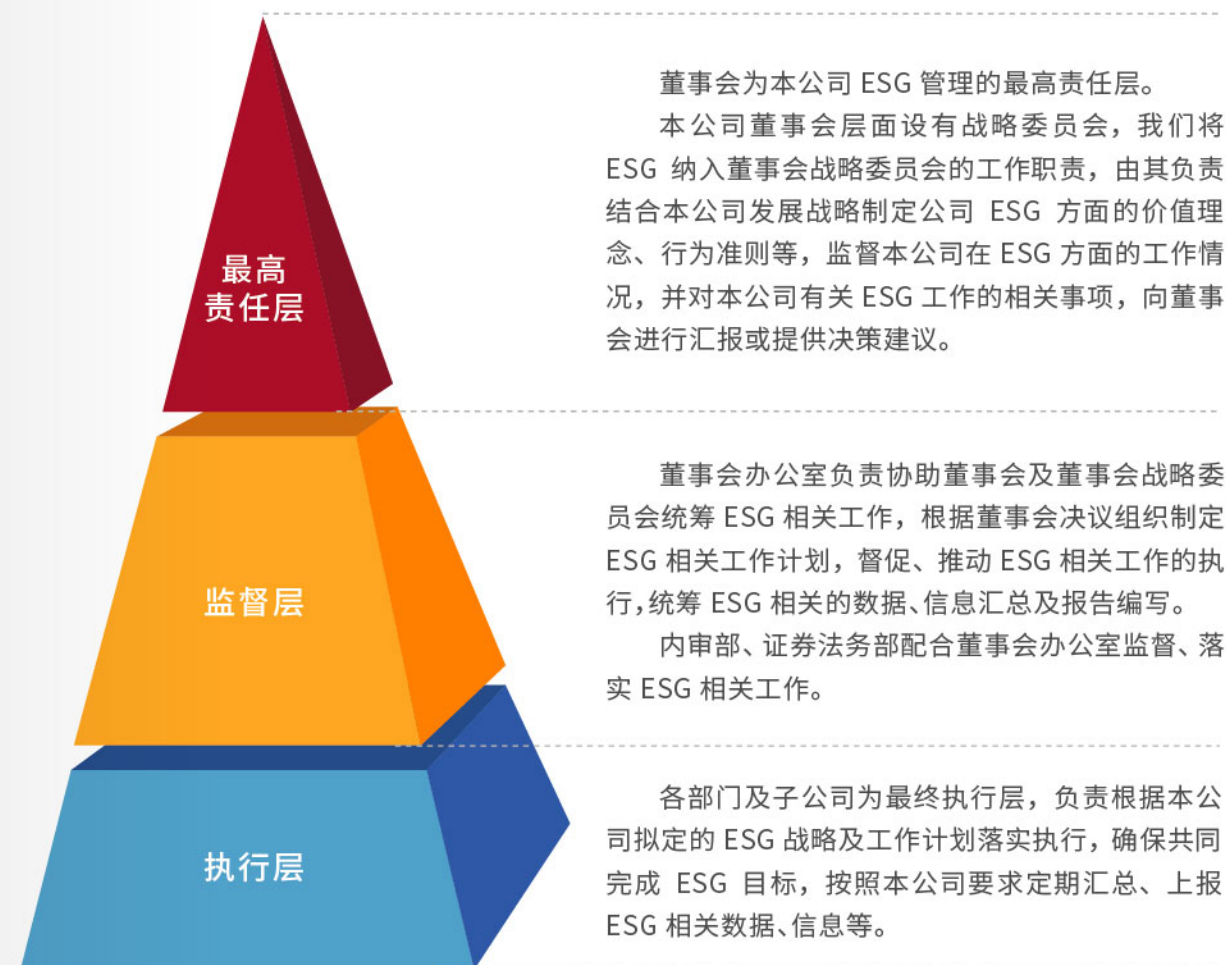 最高
责任层
董事会为本公司 ESG 管理的最高责任层。
本公司董事会层面设有战略委员会，我们将
ESG 纳入董事会战略委员会的工作职责，由其负责
结合本公司发展战略制定公司 ESG 方面的价值理
念、行为准则等，监督本公司在 ESG 方面的工作情
况，并对本公司有关 ESG 工作的相关事项，向董事
会进行汇报或提供决策建议。
监督层
董事会办公室负责协助董事会及董事会战略委
员会统筹 ESG 相关工作，根据董事会决议组织制定
ESG 相关工作计划，督促、推动 ESG 相关工作的执
行，统筹 ESG 相关的数据、信息汇总及报告编写。
内审部、证券法务部配合董事会办公室监督、落
实 ESG 相关工作。
执行层
各部门及子公司为最终执行层，负责根据本公
司拟定的 ESG 战略及工作计划落实执行，确保共同
完成 ESG 目标，按照本公司要求定期汇总、上报
ESG 相关数据、信息等。